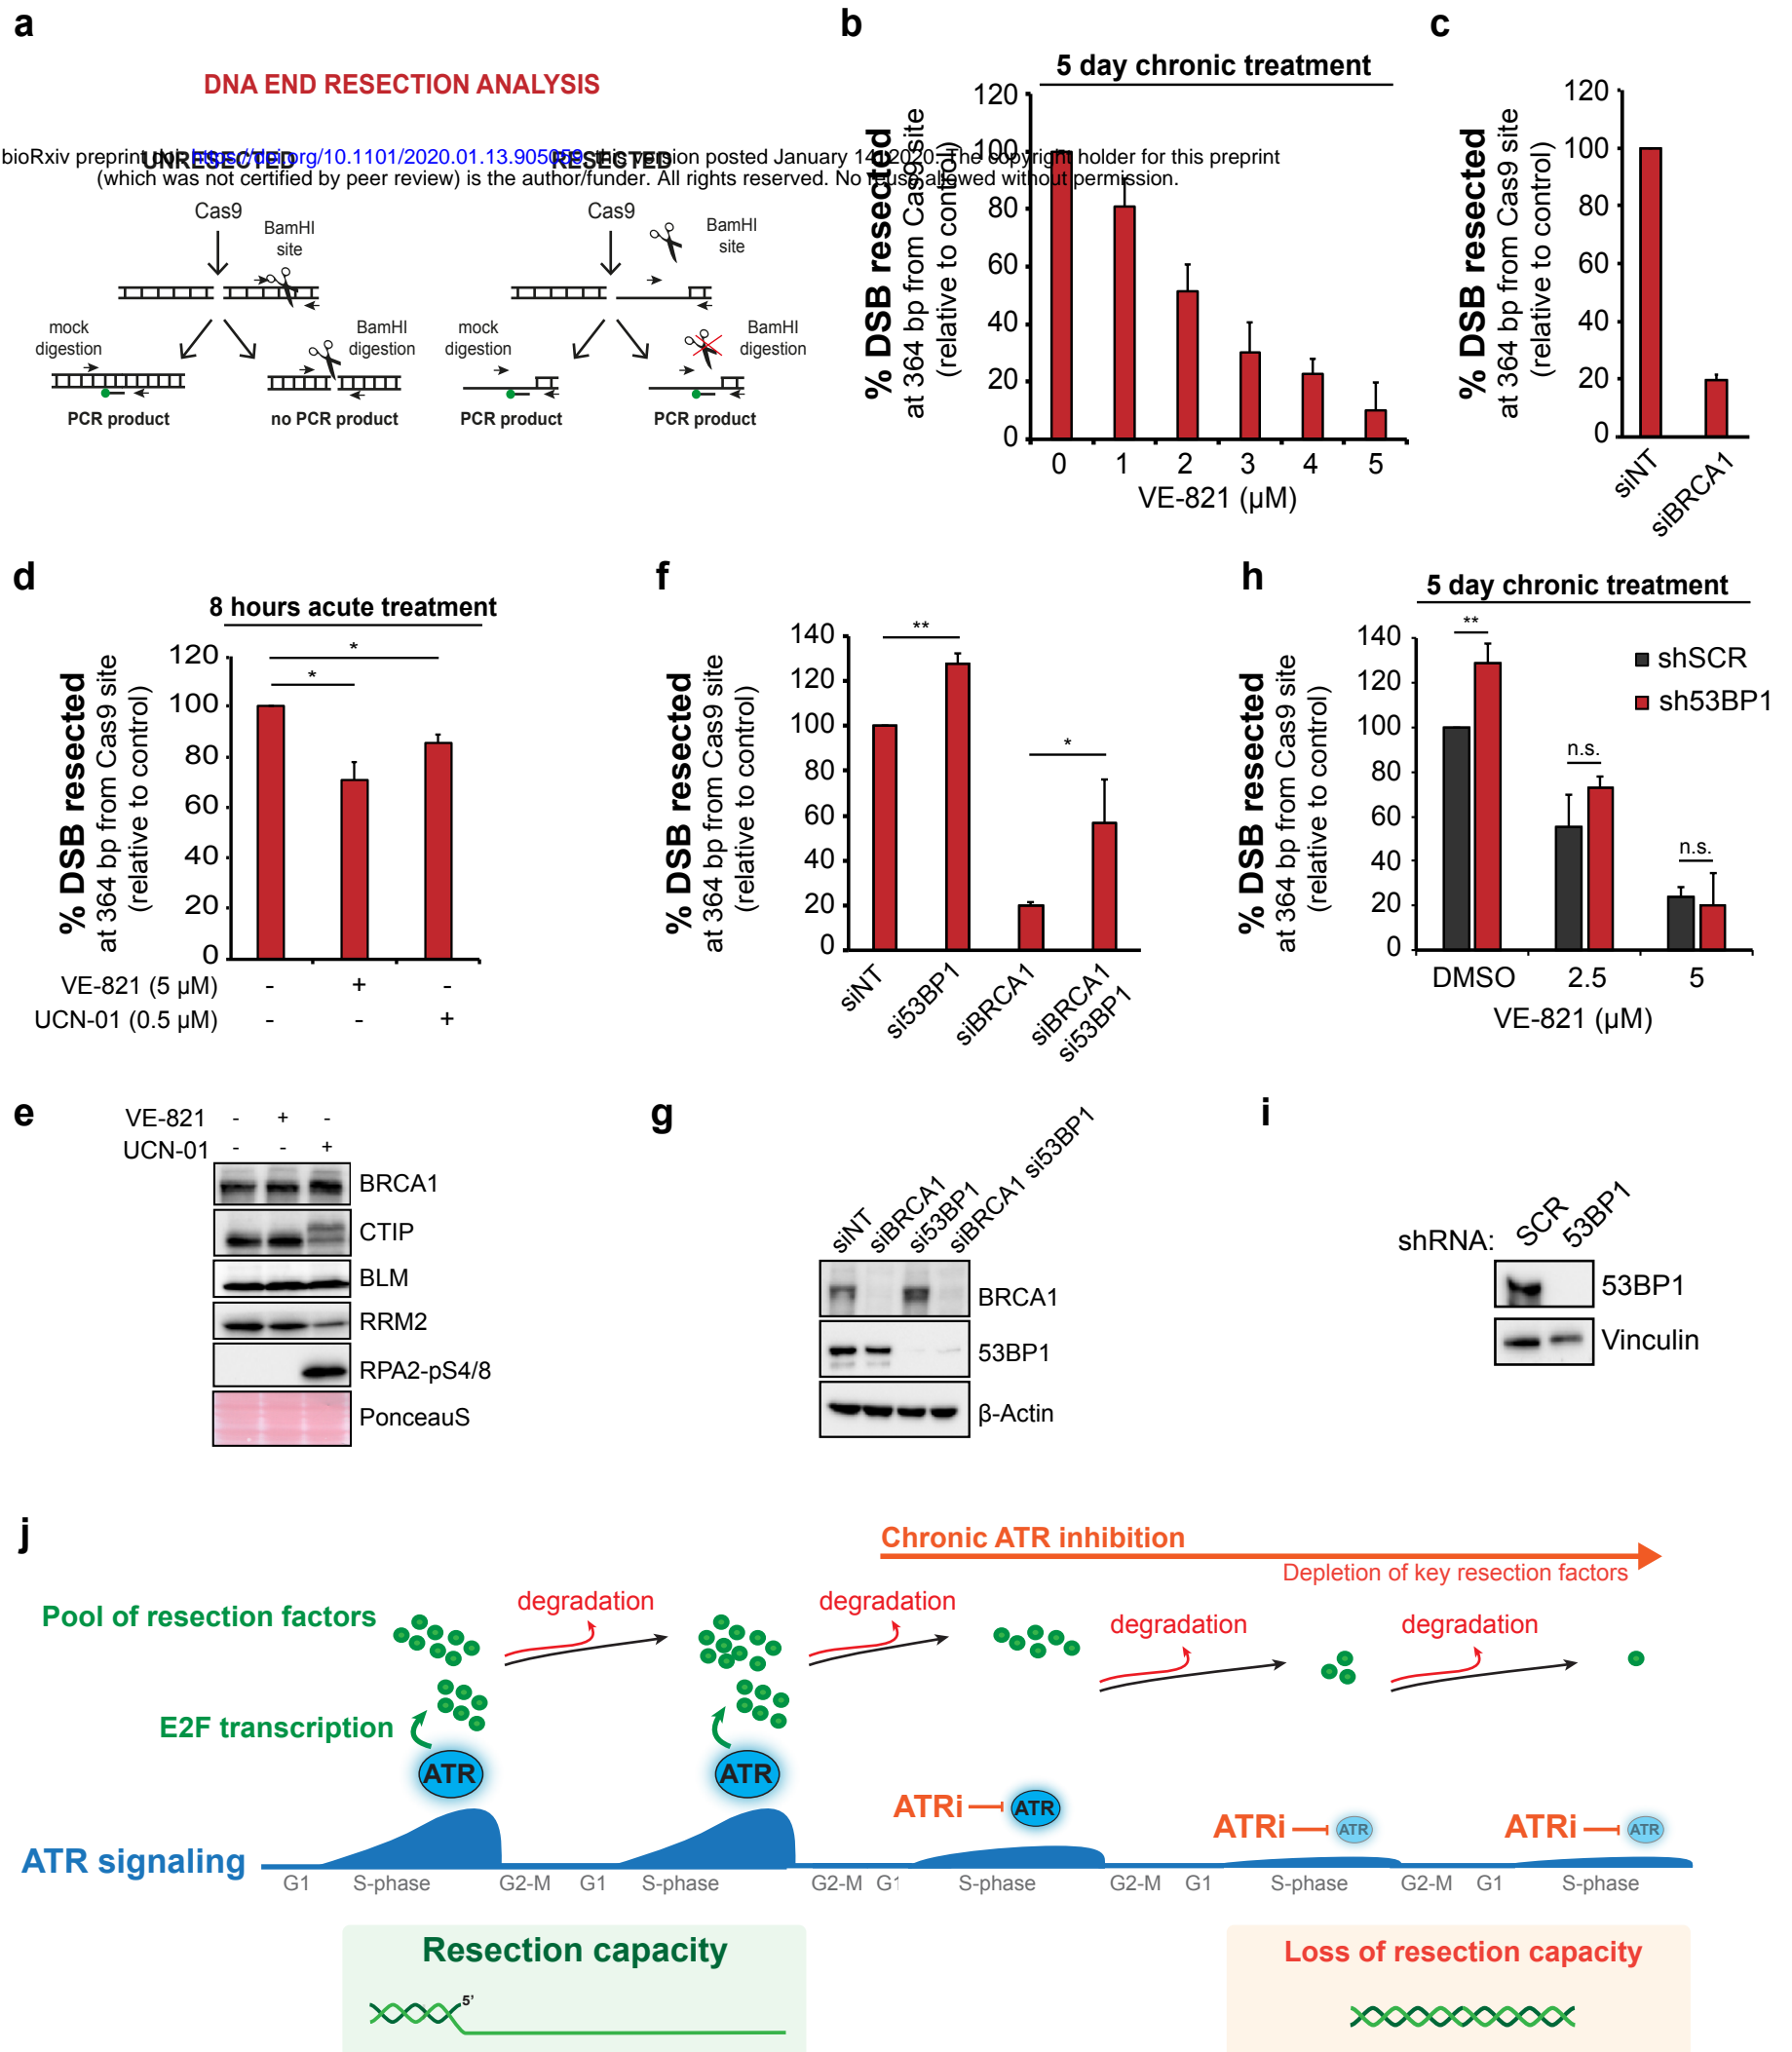 a
DNA END RESECTION ANALYSIS
bioRxiv preprint doi: https://doi.org/10.1101/2020.01.13.905059; this version posted January 14, 2020. The copyright holder for this preprint
(which was not certified by peer review) is the author/funder. All rights reserved. No reuse allowed without permission.
UNRESECTED
RESECTED
Cas9
BamHI
site
mock
digestion
BamHI
digestion
PCR product
no PCR product
Cas9
BamHI
site
mock
digestion
BamHI
digestion
PCR product
PCR product
b
5 day chronic treatment
% DSB resected
at 364 bp from Cas9 site
(relative to control)
120
100
80
60
40
20
0
0 1 2 3 4 5
VE-821 (µM)
c
% DSB resected
at 364 bp from Cas9 site
(relative to control)
120
100
80
60
40
20
0
siNT
siBRCA1
d
8 hours acute treatment
% DSB resected
at 364 bp from Cas9 site
(relative to control)
120
100
80
60
40
20
0
*
*
VE-821 (5 µM) - + -
UCN-01 (0.5 µM) - - +
f
% DSB resected
at 364 bp from Cas9 site
(relative to control)
140
120
100
80
60
40
20
0
**
*
siNT
si53BP1
siBRCA1
siBRCA1
si53BP1
h
5 day chronic treatment
% DSB resected
at 364 bp from Cas9 site
(relative to control)
140
120
100
80
60
40
20
0
**
n.s.
n.s.
shSCR
sh53BP1
DMSO 2.5 5
VE-821 (µM)
e
VE-821 - + -
UCN-01 - - +
BRCA1
CTIP
BLM
RRM2
RPA2-pS4/8
PonceauS
g
siNT
siBRCA1
si53BP1
siBRCA1 si53BP1
BRCA1
53BP1
β-Actin
i
shRNA: SCR 53BP1
53BP1
Vinculin
j
Chronic ATR inhibition
Depletion of key resection factors
Pool of resection factors
degradation
degradation
degradation
degradation
E2F transcription
ATR
ATR
ATRi ATR
ATRi ATR
ATRi ATR
ATR signaling
G1 S-phase G2-M G1 S-phase G2-M G1 S-phase G2-M G1 S-phase G2-M G1 S-phase
Resection capacity
5’
Loss of resection capacity